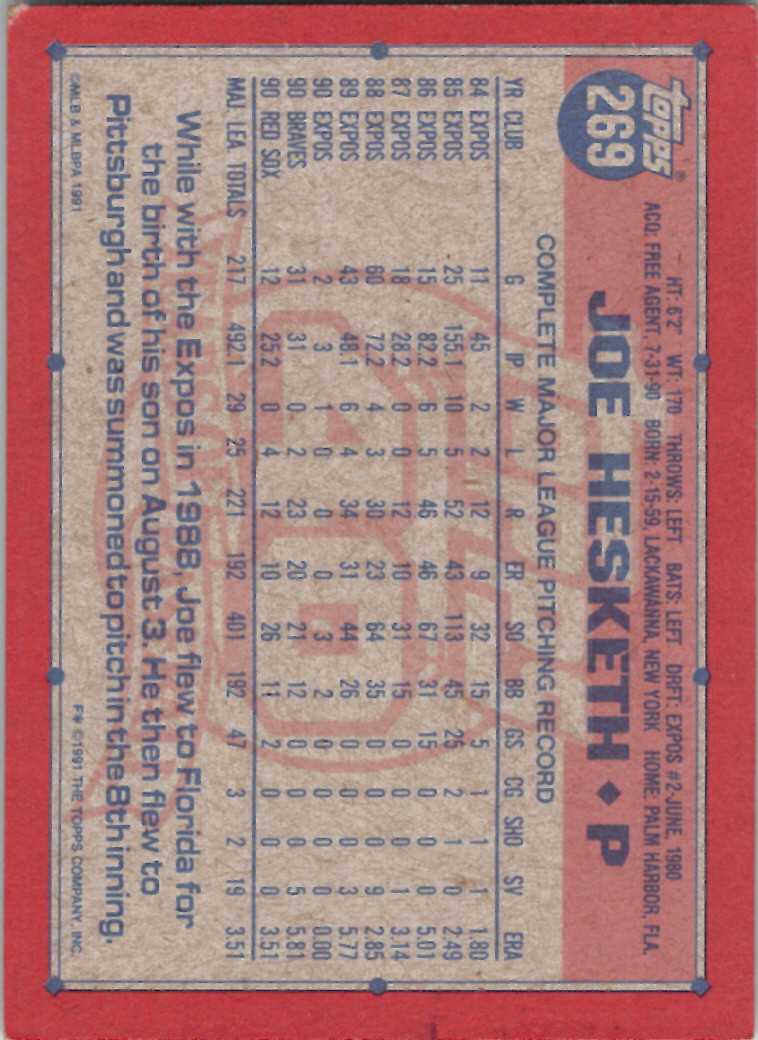 topps®
269
HT: 6'2" WT: 170 THROWS: LEFT BATS: LEFT DRFT: EXPOS #2-JUNE, 1980
ACQ: FREE AGENT, 7-31-90 BORN: 2-15-59, LACKAWANNA, NEW YORK HOME: PALM HARBOR, FLA.
JOE HESKETH ♦ P
COMPLETE MAJOR LEAGUE PITCHING RECORD
YR CLUB G IP W L R ER SO BB GS CG SHO SV ERA
84 EXPOS 11 45 2 2 12 9 32 15 5 1 1 1 1.80
85 EXPOS 25 155.1 10 5 52 43 113 45 25 2 1 0 2.49
86 EXPOS 15 82.2 6 5 46 46 67 31 15 0 0 0 5.01
87 EXPOS 18 28.2 0 0 12 10 31 15 0 0 0 1 3.14
88 EXPOS 60 72.2 4 3 30 23 64 35 0 0 0 9 2.85
89 EXPOS 43 48.1 6 4 34 31 44 26 0 0 0 3 5.77
90 EXPOS 2 3 1 0 0 0 3 2 0 0 0 0 0.00
90 BRAVES 31 31 0 2 23 20 21 12 0 0 0 5 5.81
90 RED SOX 12 25.2 0 4 12 10 26 11 2 0 0 0 3.51
MAJ. LEA. TOTALS 217 492.1 29 25 221 192 401 192 47 3 2 19 3.51
While with the Expos in 1988, Joe flew to Florida for
the birth of his son on August 3. He then flew to
Pittsburgh and was summoned to pitch in the 8th inning.
©MLB & MLBPA 1991 F* ©1991 THE TOPPS COMPANY, INC.